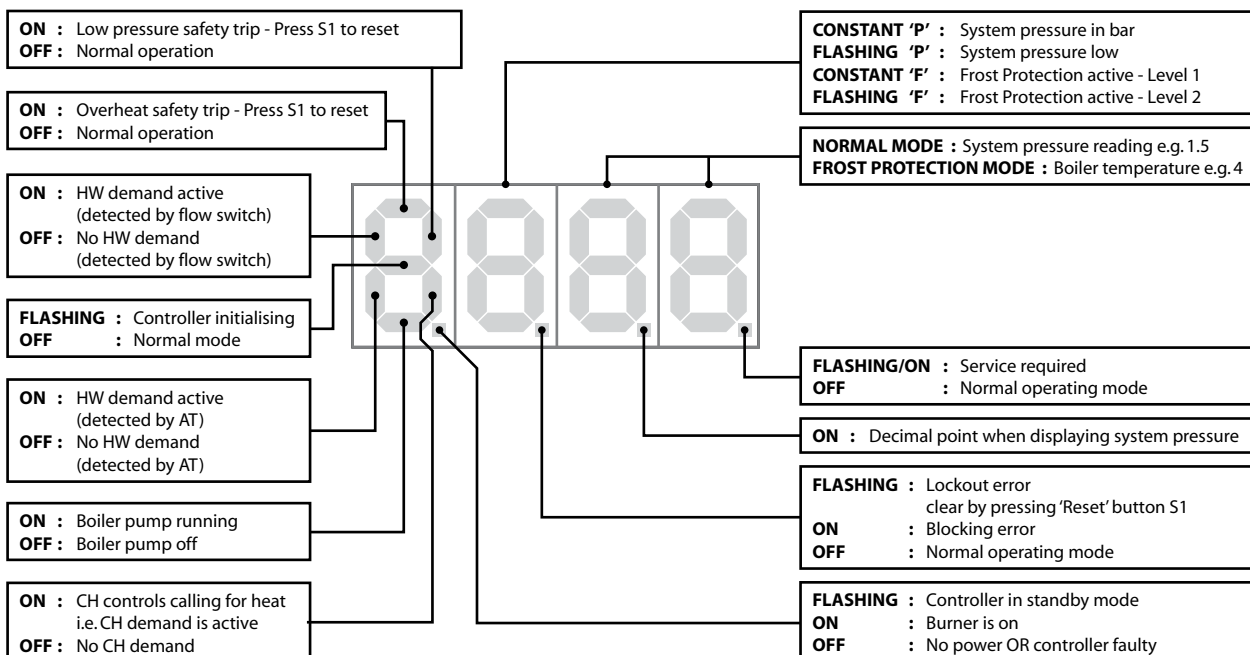 ON : Low pressure safety trip - Press S1 to reset
OFF : Normal operation
ON : Overheat safety trip - Press S1 to reset
OFF : Normal operation
ON : HW demand active
(detected by flow switch)
OFF : No HW demand
(detected by flow switch)
FLASHING : Controller initialising
OFF : Normal mode
ON : HW demand active
(detected by AT)
OFF : No HW demand
(detected by AT)
ON : Boiler pump running
OFF : Boiler pump off
ON : CH controls calling for heat
i.e. CH demand is active
OFF : No CH demand
CONSTANT ‘P’ : System pressure in bar
FLASHING ‘P’ : System pressure low
CONSTANT ‘F’ : Frost Protection active - Level 1
FLASHING ‘F’ : Frost Protection active - Level 2
NORMAL MODE : System pressure reading e.g. 1.5
FROST PROTECTION MODE : Boiler temperature e.g. 4
8.8.8.8.
FLASHING/ON : Service required
OFF : Normal operating mode
ON : Decimal point when displaying system pressure
FLASHING : Lockout error
clear by pressing ‘Reset’ button S1
ON : Blocking error
OFF : Normal operating mode
FLASHING : Controller in standby mode
ON : Burner is on
OFF : No power OR controller faulty